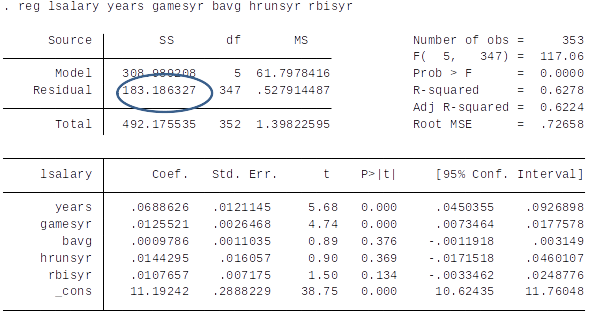 . reg lsalary years gamesyr bavg hrunsyr rbisyr
Source | SS df MS Number of obs = 353
F( 5, 347) = 117.06
Model | 308.989208 5 61.7978416 Prob > F = 0.0000
Residual | 183.186327 347 .527914487 R-squared = 0.6278
Adj R-squared = 0.6224
Total | 492.175535 352 1.39822595 Root MSE = .72658
lsalary | Coef. Std. Err. t P>|t| [95% Conf. Interval]
years | .0688626 .0121145 5.68 0.000 .0450355 .0926898
gamesyr | .0125521 .0026468 4.74 0.000 .0073464 .0177578
bavg | .0009786 .0011035 0.89 0.376 -.0011918 .003149
hrunsyr | .0144295 .016057 0.90 0.369 -.0171518 .0460107
rbisyr | .0107657 .007175 1.50 0.134 -.0033462 .0248776
_cons | 11.19242 .2888229 38.75 0.000 10.62435 11.76048